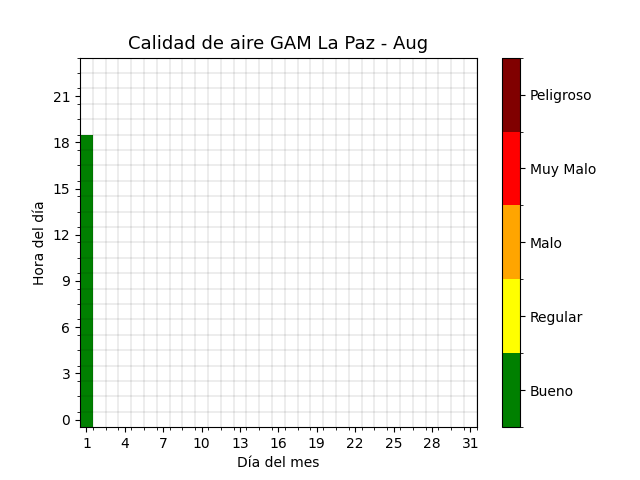 Calidad de aire GAM La Paz - Aug
21
18
15
12
9
6
3
0
Hora del día
1 4 7 10 13 16 19 22 25 28 31
Día del mes
Peligroso
Muy Malo
Malo
Regular
Bueno